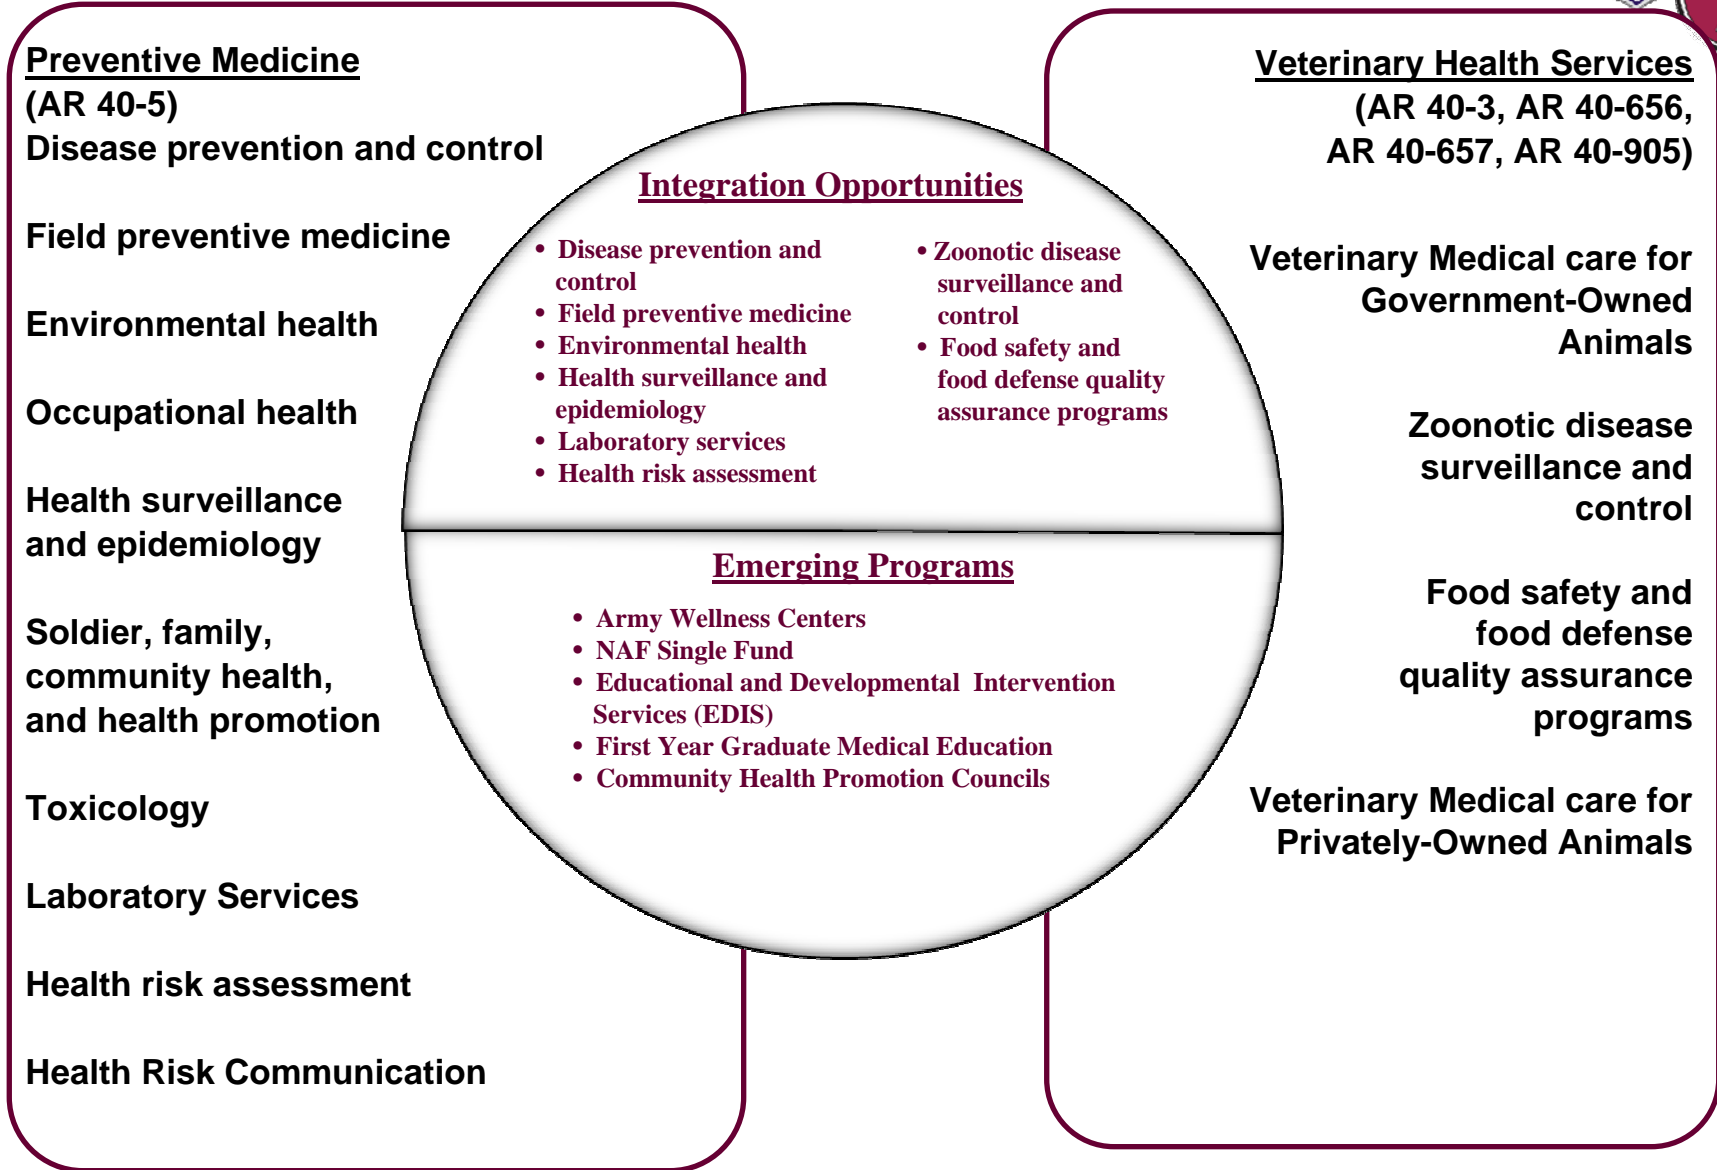 Preventive Medicine
(AR 40-5)
Disease prevention and control
Field preventive medicine
Environmental health
Occupational health
Health surveillance
and epidemiology
Soldier, family,
community health,
and health promotion
Toxicology
Laboratory Services
Health risk assessment
Health Risk Communication
Integration Opportunities
• Disease prevention and
control
• Field preventive medicine
• Environmental health
• Health surveillance and
epidemiology
• Laboratory services
• Health risk assessment
• Zoonotic disease
surveillance and
control
• Food safety and
food defense quality
assurance programs
Emerging Programs
• Army Wellness Centers
• NAF Single Fund
• Educational and Developmental Intervention
Services (EDIS)
• First Year Graduate Medical Education
• Community Health Promotion Councils
Veterinary Health Services
(AR 40-3, AR 40-656,
AR 40-657, AR 40-905)
Veterinary Medical care for
Government-Owned
Animals
Zoonotic disease
surveillance and
control
Food safety and
food defense
quality assurance
programs
Veterinary Medical care for
Privately-Owned Animals